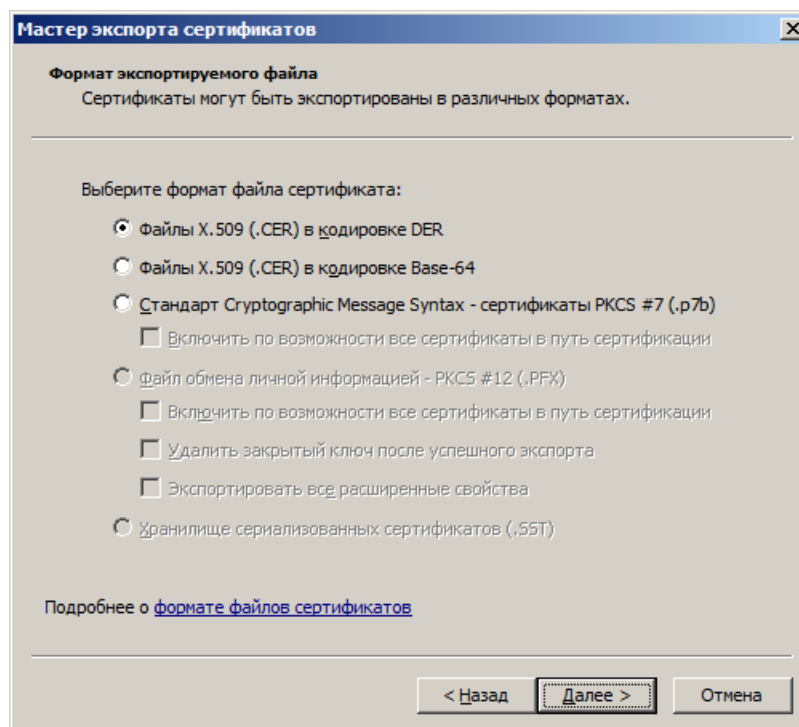 Мастер экспорта сертификатов
Формат экспортируемого файла
Сертификаты могут быть экспортированы в различных форматах.
Выберите формат файла сертификата:
Файлы X.509 (.CER) в кодировке DER
Файлы X.509 (.CER) в кодировке Base-64
Стандарт Cryptographic Message Syntax - сертификаты PKCS #7 (.p7b)
Включить по возможности все сертификаты в путь сертификации
Файл обмена личной информацией - PKCS #12 (.PFX)
Включить по возможности все сертификаты в путь сертификации
Удалить закрытый ключ после успешного экспорта
Экспортировать все расширенные свойства
Хранилище сериализованных сертификатов (.SST)
Подробнее о формате файлов сертификатов
< Назад Далее > Отмена